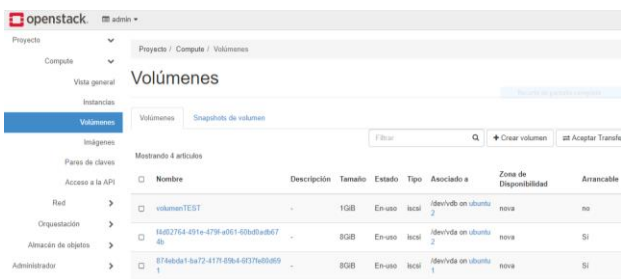 openstack. admin
Proyecto
Compute
Vista general
Instancias
Volúmenes
Imágenes
Pares de claves
Acceso a la API
Red
Orquestación
Almacén de objetos
Administrador
Proyecto / Compute / Volúmenes
Volúmenes
Volúmenes Snapshots de volumen
Filtrar + Crear volumen Aceptar Transfe
Mostrando 4 artículos
Nombre Descripción Tamaño Estado Tipo Asociado a Zona de Disponibilidad Arrancable
volumenTEST - 1GiB En-uso iscsi /dev/vdb on ubuntu nova no
2
- 8GiB En-uso iscsi /dev/vda on ubuntu nova Sí
4b 2
- 8GiB En-uso iscsi /dev/vda on ubuntu nova Sí
1 1